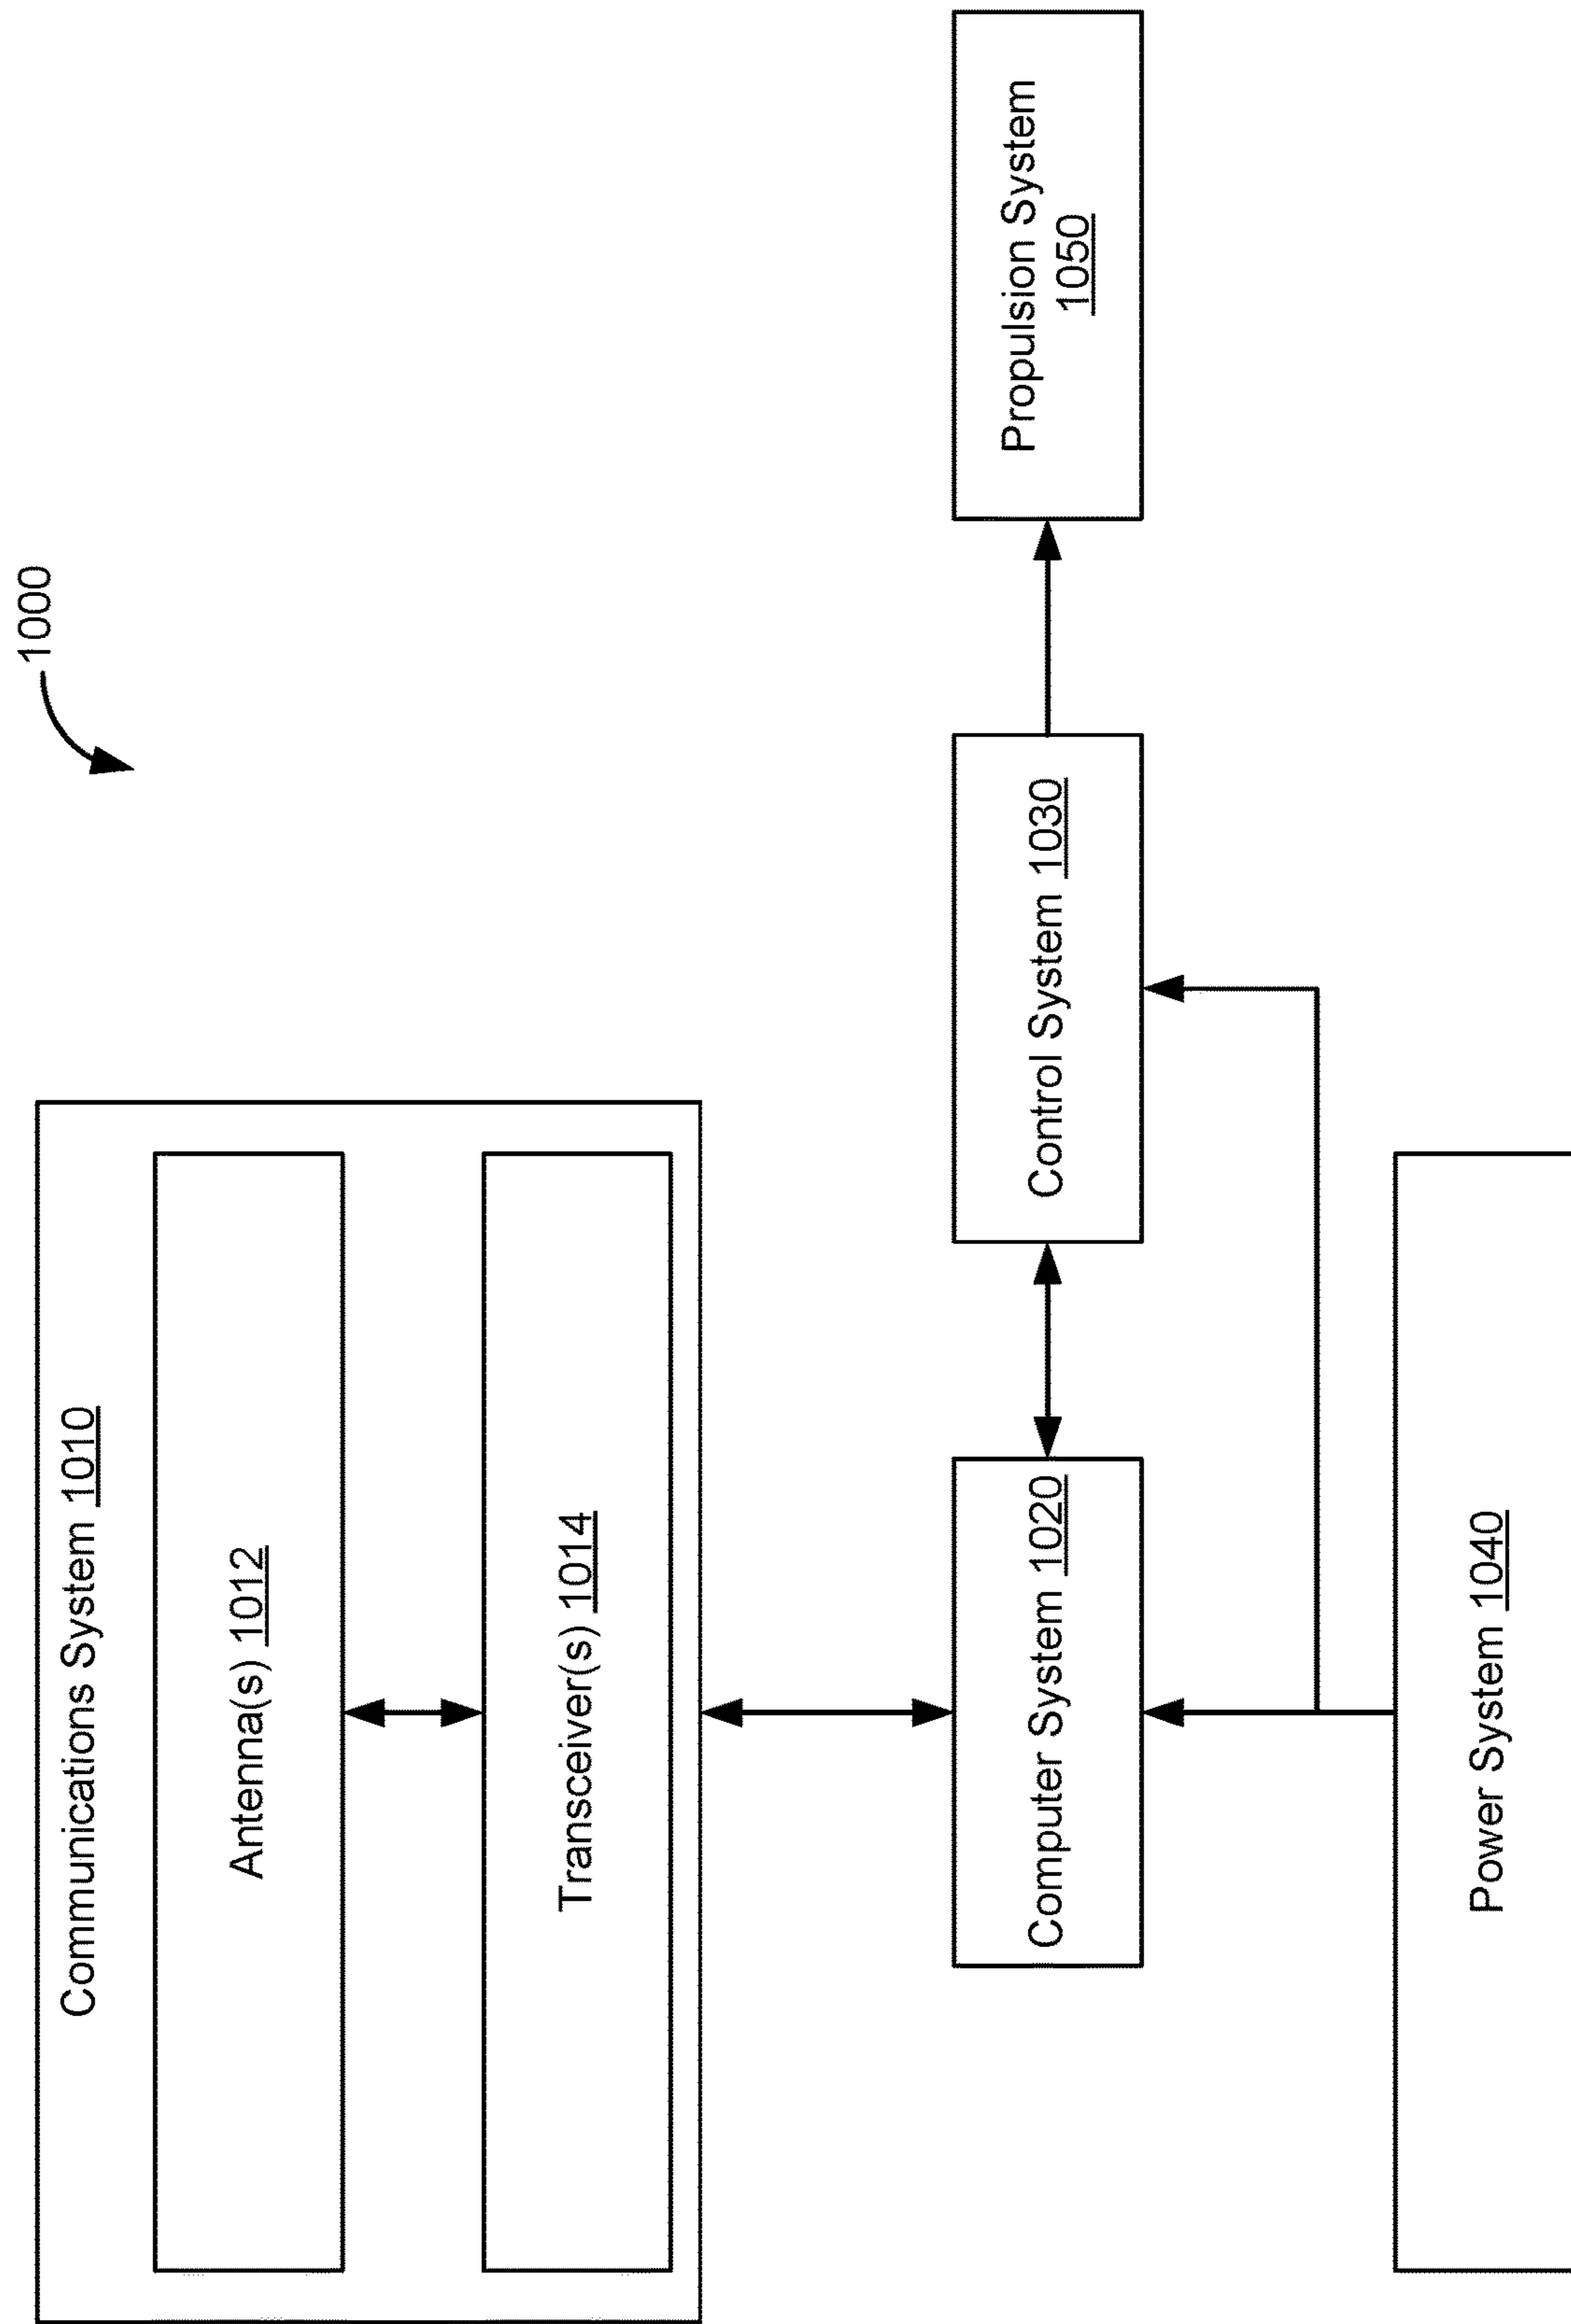 1000
Communications System 1010
Antenna(s) 1012
Transceiver(s) 1014
Computer System 1020
Control System 1030
Propulsion System
1050
Power System 1040